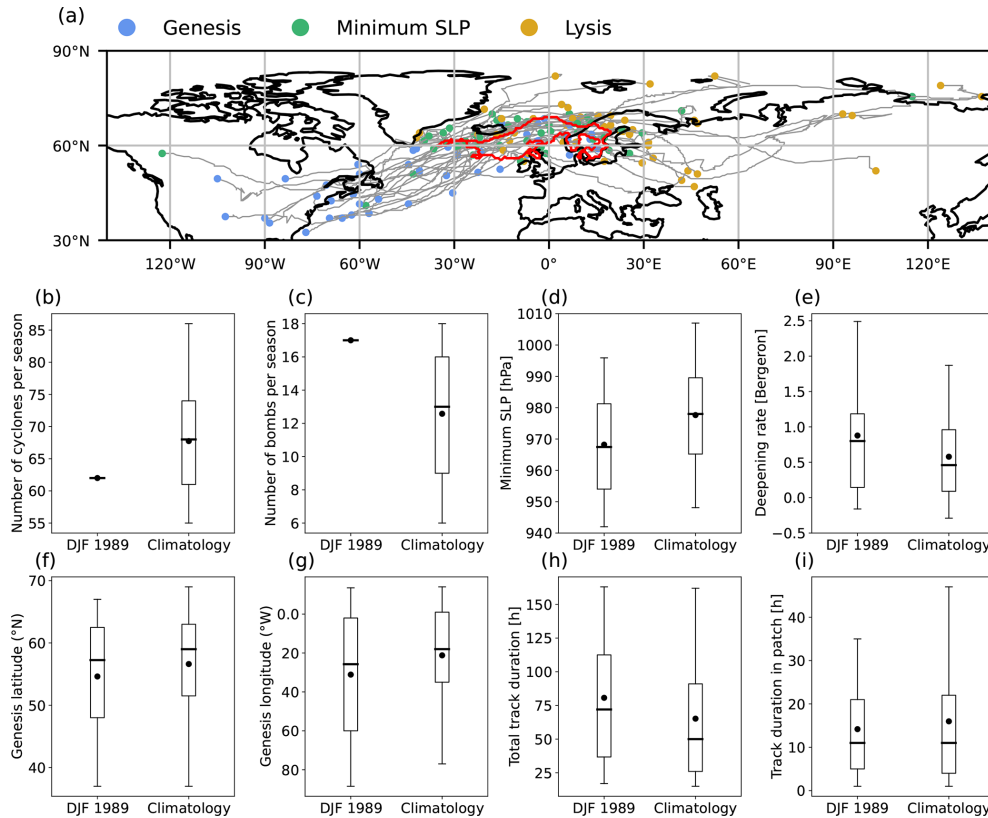 (a)
Genesis Minimum SLP Lysis
90°N
60°N
30°N
120°W 90°W 60°W 30°W 0° 30°E 60°E 90°E 120°E
(b)
Number of cyclones per season
85
80
75
70
65
60
55
DJF 1989 Climatology
(c)
Number of bombs per season
18
16
14
12
10
8
6
DJF 1989 Climatology
(d)
Minimum SLP [hPa]
1010
1000
990
980
970
960
950
940
DJF 1989 Climatology
(e)
Deepening rate [Bergeron]
2.5
2.0
1.5
1.0
0.5
0.0
−0.5
DJF 1989 Climatology
(f)
Genesis latitude (°N)
70
60
50
40
DJF 1989 Climatology
(g)
Genesis longitude (°W)
0.0
20
40
60
80
DJF 1989 Climatology
(h)
Total track duration [h]
150
125
100
75
50
25
DJF 1989 Climatology
(i)
Track duration in patch [h]
40
30
20
10
0
DJF 1989 Climatology